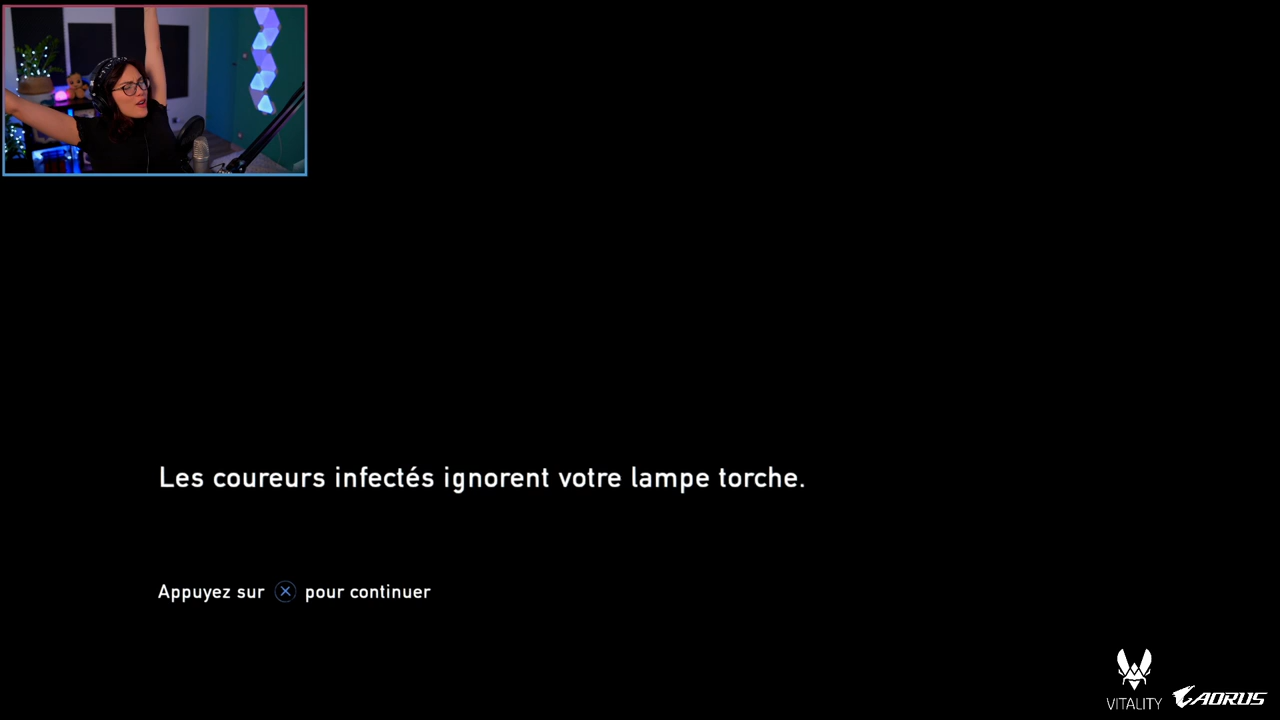 Les coureurs infectés ignorent votre lampe torche.
Appuyez sur ⓧ pour continuer
VITALITY AORUS